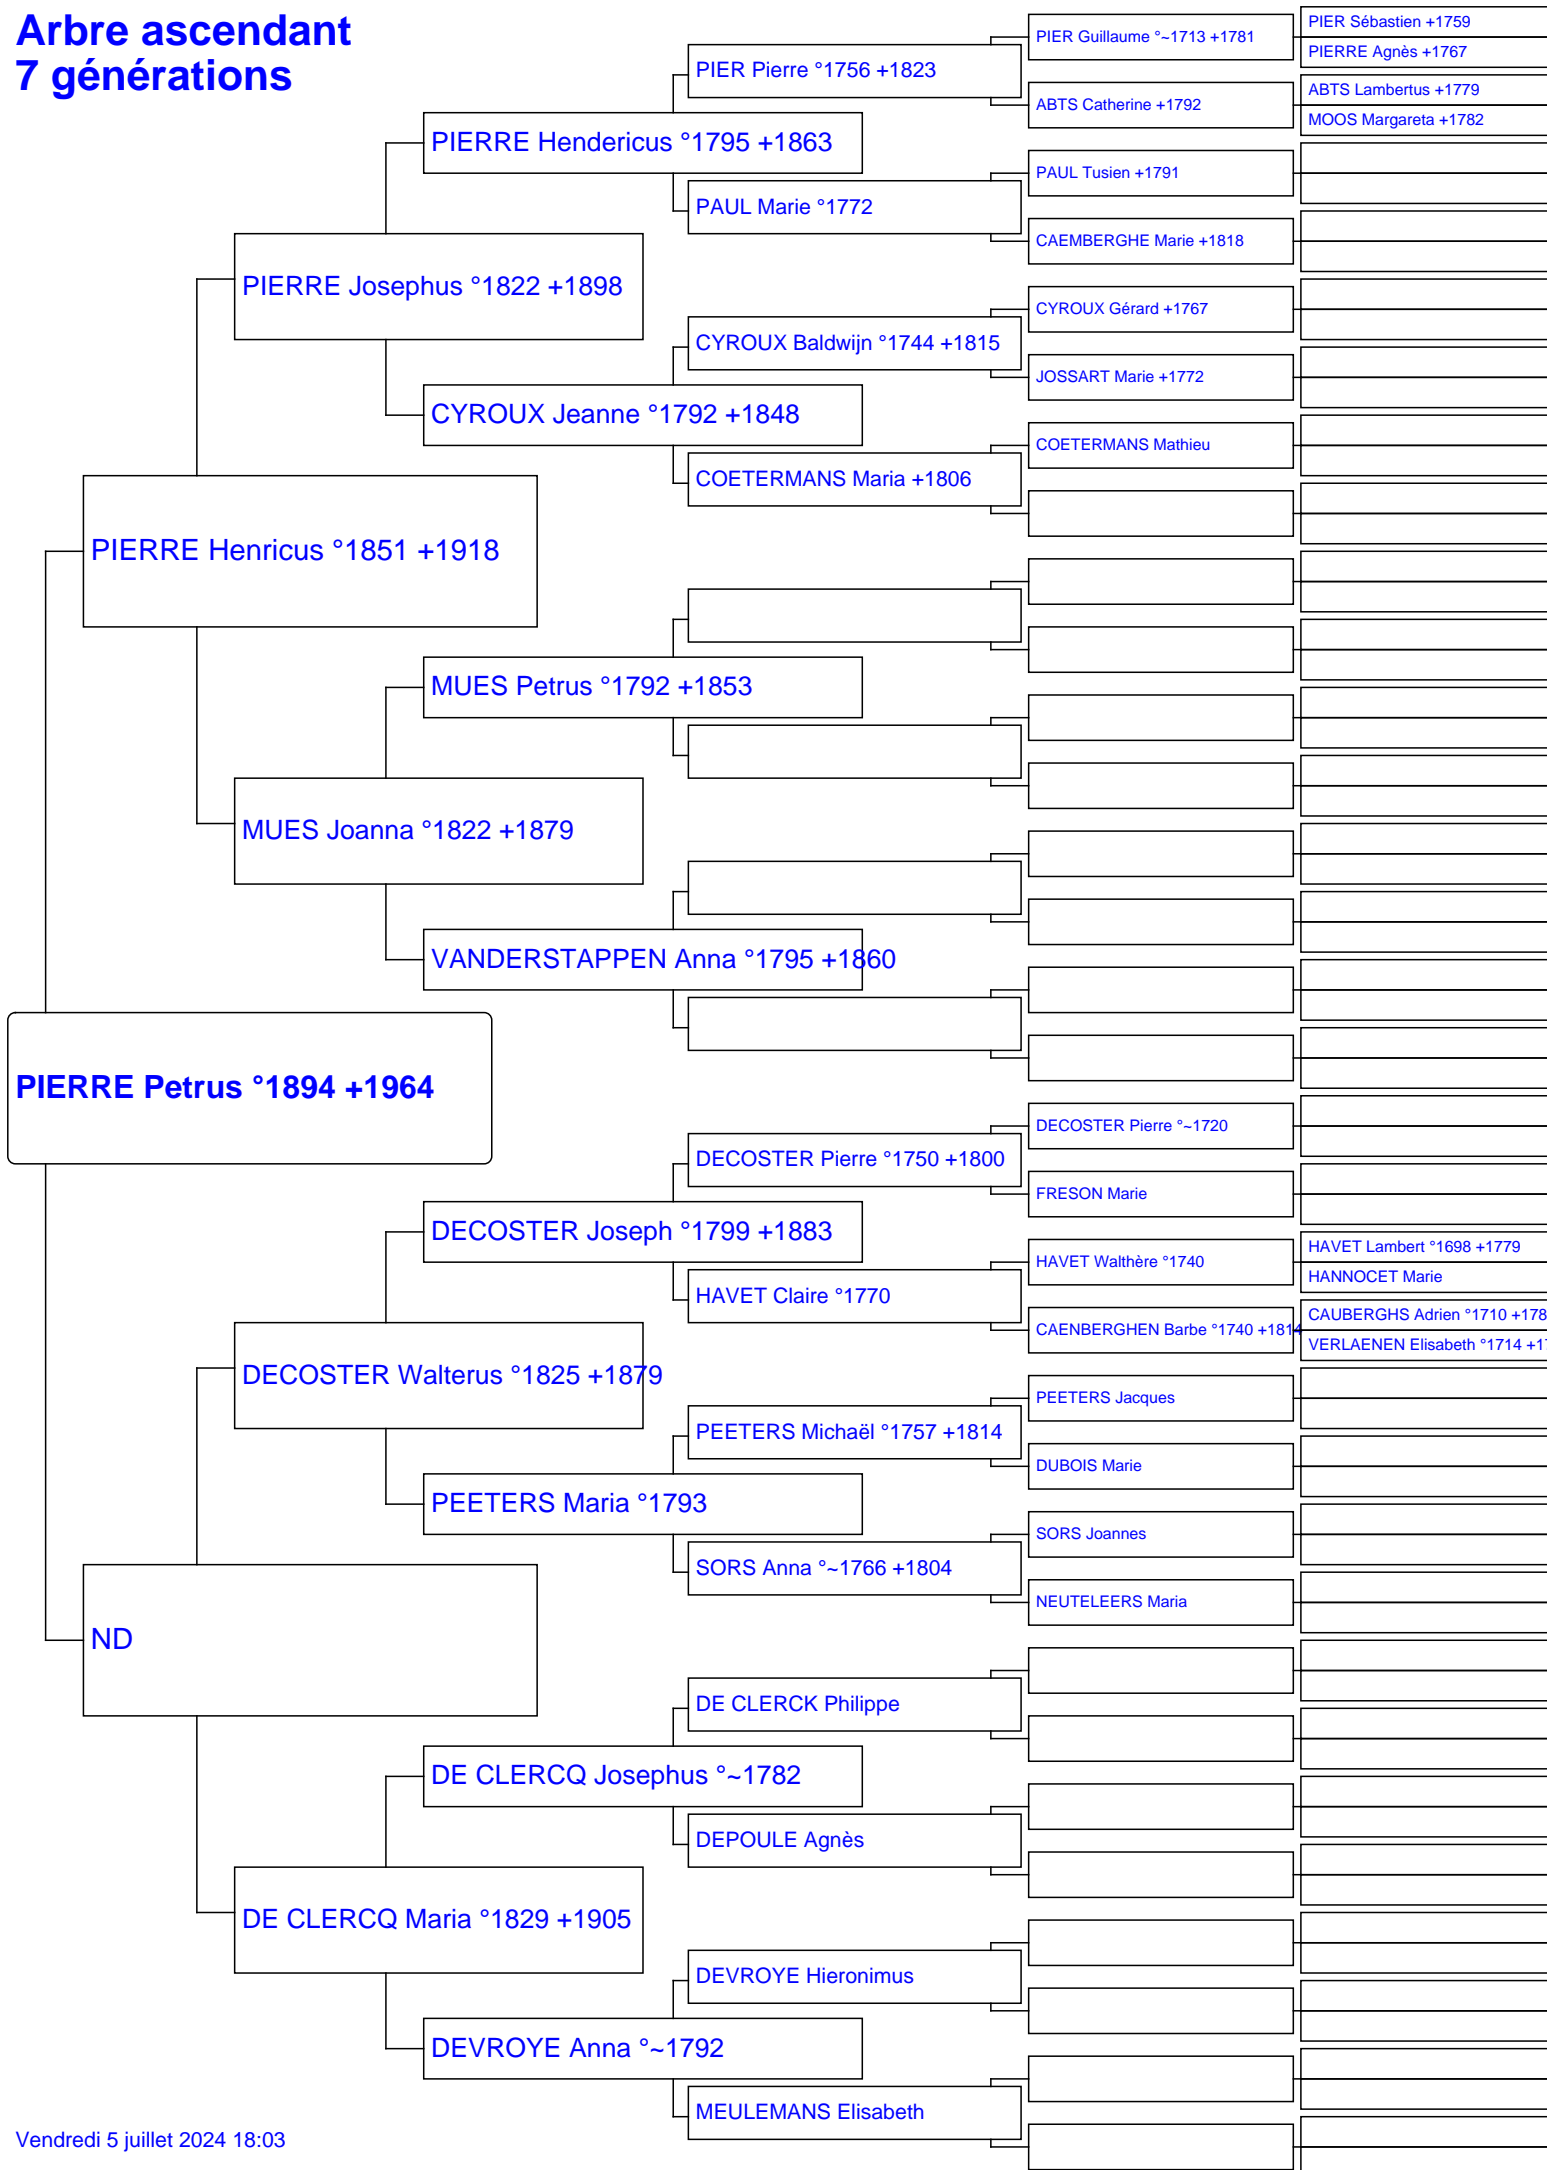 Arbre ascendant
7 générations
PIERRE Petrus °1894 +1964
PIERRE Henricus °1851 +1918
ND
PIERRE Josephus °1822 +1898
MUES Joanna °1822 +1879
DECOSTER Walterus °1825 +1879
DE CLERCQ Maria °1829 +1905
PIERRE Hendericus °1795 +1863
CYROUX Jeanne °1792 +1848
MUES Petrus °1792 +1853
VANDERSTAPPEN Anna °1795 +1860
DECOSTER Joseph °1799 +1883
PEETERS Maria °1793
DE CLERCQ Josephus °~1782
DEVROYE Anna °~1792
PIER Pierre °1756 +1823
PAUL Marie °1772
CYROUX Baldwijn °1744 +1815
COETERMANS Maria +1806
DECOSTER Pierre °1750 +1800
HAVET Claire °1770
PEETERS Michaël °1757 +1814
SORS Anna °~1766 +1804
DE CLERCK Philippe
DEPOULE Agnès
DEVROYE Hieronimus
MEULEMANS Elisabeth
PIER Guillaume °~1713 +1781
ABTS Catherine +1792
PAUL Tusien +1791
CAEMBERGHE Marie +1818
CYROUX Gérard +1767
JOSSART Marie +1772
COETERMANS Mathieu
DECOSTER Pierre °~1720
FRESON Marie
HAVET Walthère °1740
CAENBERGHEN Barbe °1740 +1814
PEETERS Jacques
DUBOIS Marie
SORS Joannes
NEUTELEERS Maria
PIER Sébastien +1759
PIERRE Agnès +1767
ABTS Lambertus +1779
MOOS Margareta +1782
HAVET Lambert °1698 +1779
HANNOCET Marie
CAUBERGHS Adrien °1710
VERLAENEN Elisabeth °1714
Vendredi 5 juillet 2024 18:03